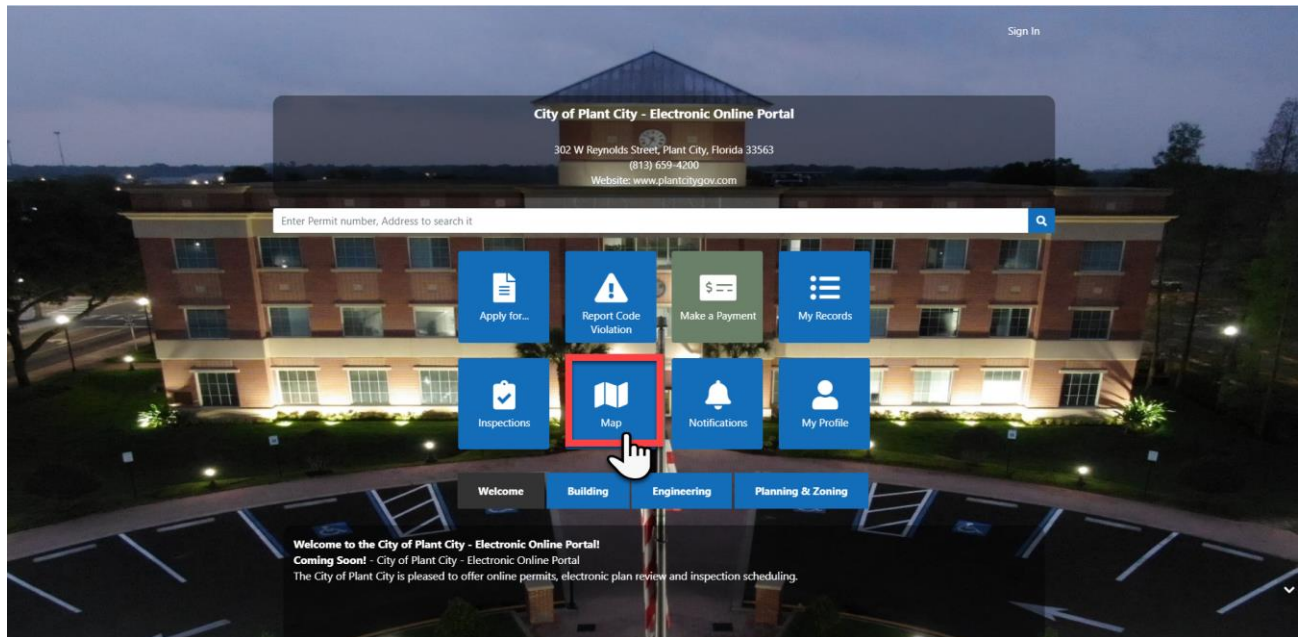 Sign In
City of Plant City - Electronic Online Portal
302 W Reynolds Street, Plant City, Florida 33563
(813) 659-4200
Website: www.plantcitygov.com
Enter Permit number, Address to search it
Apply for...
Report Code
Violation
Make a Payment
My Records
Inspections
Map
Notifications
My Profile
Welcome
Building
Engineering
Planning & Zoning
Welcome to the City of Plant City - Electronic Online Portal!
Coming Soon! - City of Plant City - Electronic Online Portal
The City of Plant City is pleased to offer online permits, electronic plan review and inspection scheduling.